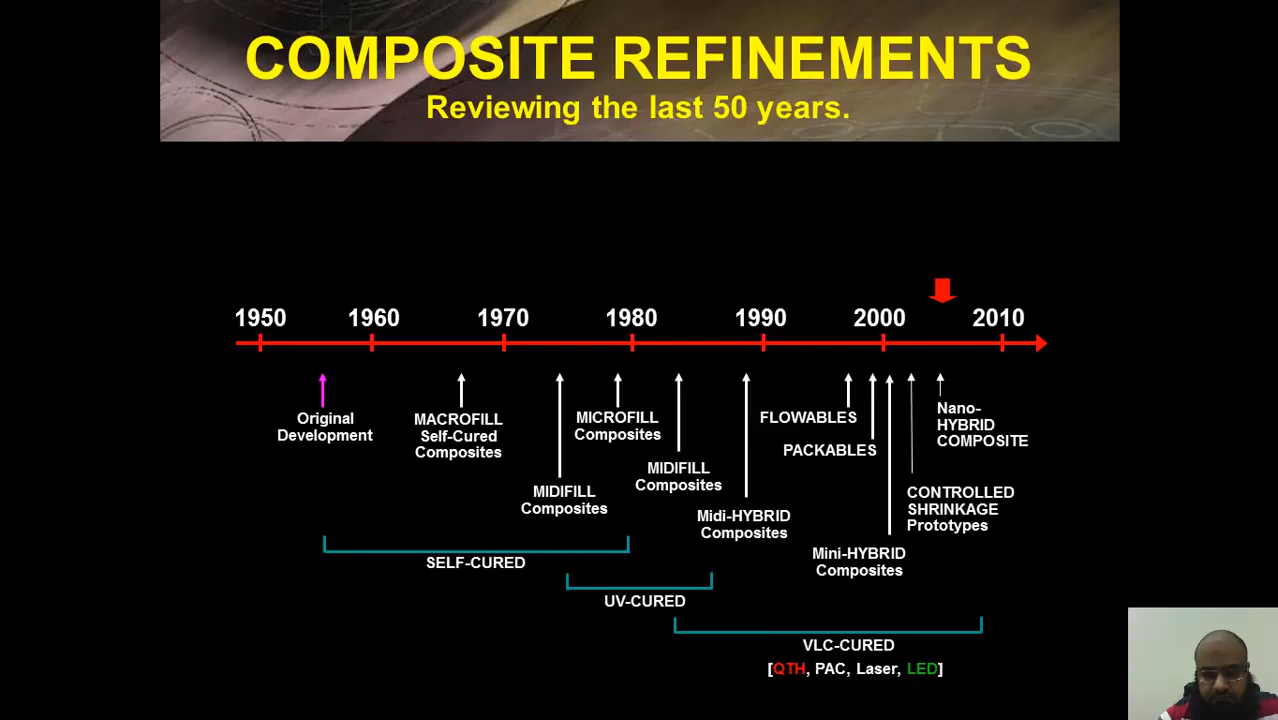 COMPOSITE REFINEMENTS
Reviewing the last 50 years.
1950 1960 1970 1980 1990 2000 2010
Original
Development
MACROFILL
Self-Cured
Composites
MIDIFILL
Composites
MICROFILL
Composites
MIDIFILL
Composites
Midi-HYBRID
Composites
FLOWABLES
PACKABLES
Mini-HYBRID
Composites
CONTROLLED
SHRINKAGE
Prototypes
Nano-
HYBRID
COMPOSITE
SELF-CURED
UV-CURED
VLC-CURED
[QTH, PAC, Laser, LED]